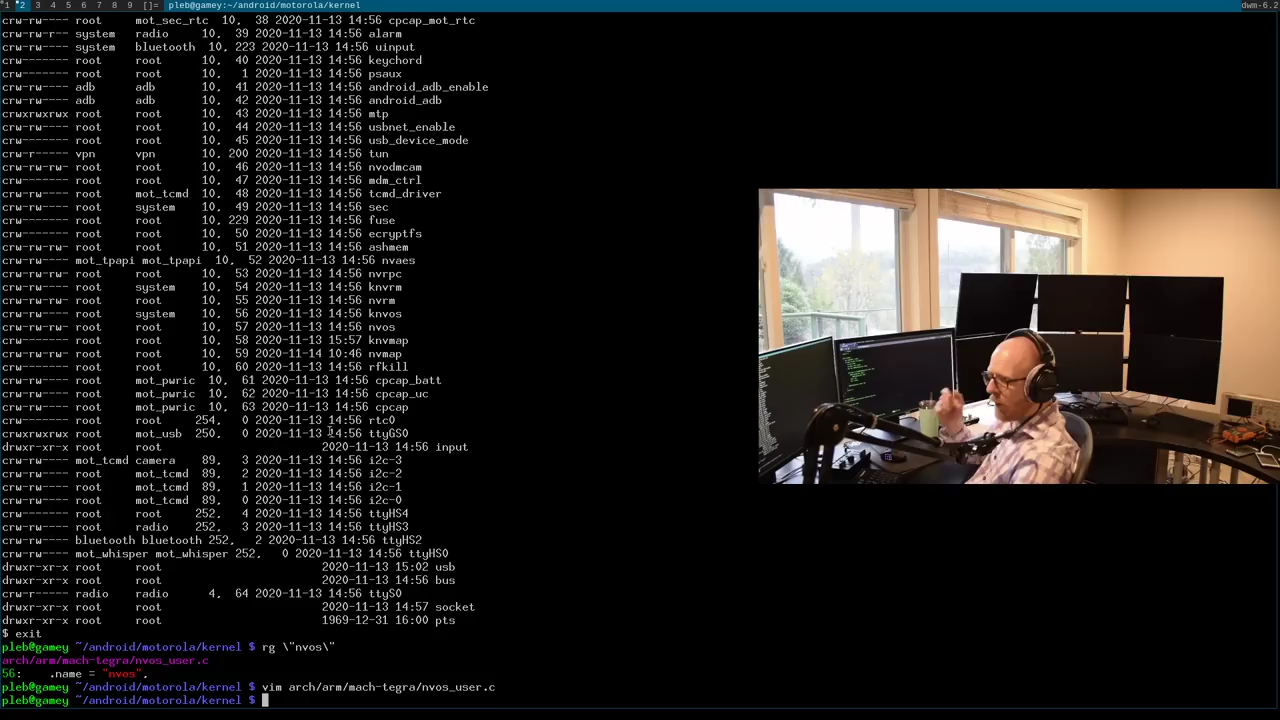 1 2 3 4 5 6 7 8 9 []= pleb@gamey:~/android/motorola/kernel dwm-6.2
crw-rw---- root mot_sec_rtc 10, 38 2020-11-13 14:56 cpcap_mot_rtc
crw-rw-r-- system radio 10, 39 2020-11-13 14:56 alarm
crw-rw---- system bluetooth 10, 223 2020-11-13 14:56 uinput
crw------- root root 10, 40 2020-11-13 14:56 keychord
crw------- root root 10, 1 2020-11-13 14:56 psaux
crw-rw---- adb adb 10, 41 2020-11-13 14:56 android_adb_enable
crw-rw---- adb adb 10, 42 2020-11-13 14:56 android_adb
crwxrwxrwx root root 10, 43 2020-11-13 14:56 mtp
crw------- root root 10, 44 2020-11-13 14:56 usbnet_enable
crw------- root root 10, 45 2020-11-13 14:56 usb_device_mode
crw-r----- vpn vpn 10, 200 2020-11-13 14:56 tun
crw-rw-rw- root root 10, 46 2020-11-13 14:56 nvodmcam
crw------- root root 10, 47 2020-11-13 14:56 mdm_ctrl
crw-rw---- root mot_tcmd 10, 48 2020-11-13 14:56 tcmd_driver
crw------- root system 10, 49 2020-11-13 14:56 sec
crw------- root root 10, 229 2020-11-13 14:56 fuse
crw------- root root 10, 50 2020-11-13 14:56 ecryptfs
crw-rw-rw- root root 10, 51 2020-11-13 14:56 ashmem
crw-rw---- mot_tpapi mot_tpapi 10, 52 2020-11-13 14:56 nvaes
crw-rw-rw- root root 10, 53 2020-11-13 14:56 nvrpc
crw-rw---- root system 10, 54 2020-11-13 14:56 knvrm
crw-rw-rw- root root 10, 55 2020-11-13 14:56 nvrm
crw-rw---- root system 10, 56 2020-11-13 14:56 knvos
crw-rw-rw- root root 10, 57 2020-11-13 14:56 nvos
crw------- root root 10, 58 2020-11-13 15:57 knvmap
crw-rw-rw- root root 10, 59 2020-11-14 10:46 nvmap
crw------- root root 10, 60 2020-11-13 14:56 rfkill
crw-rw---- root mot_pwric 10, 61 2020-11-13 14:56 cpcap_batt
crw-rw---- root mot_pwric 10, 62 2020-11-13 14:56 cpcap_uc
crw-rw---- root mot_pwric 10, 63 2020-11-13 14:56 cpcap
crw------- root root 254, 0 2020-11-13 14:56 rtc0
crwxrwxrwx root mot_usb 250, 0 2020-11-13 14:56 ttyGS0
drwxr-xr-x root root 2020-11-13 14:56 input
crw-rw---- mot_tcmd camera 89, 3 2020-11-13 14:56 i2c-3
crw-rw---- root mot_tcmd 89, 2 2020-11-13 14:56 i2c-2
crw-rw---- root mot_tcmd 89, 1 2020-11-13 14:56 i2c-1
crw-rw---- root mot_tcmd 89, 0 2020-11-13 14:56 i2c-0
crw------- root root 252, 4 2020-11-13 14:56 ttyHS4
crw-rw---- root radio 252, 3 2020-11-13 14:56 ttyHS3
crw-rw---- bluetooth bluetooth 252, 2 2020-11-13 14:56 ttyHS2
crw-rw---- mot_whisper mot_whisper 252, 0 2020-11-13 14:56 ttyHS0
drwxr-xr-x root root 2020-11-13 15:02 usb
drwxr-xr-x root root 2020-11-13 14:56 bus
crw--r---- radio radio 4, 64 2020-11-13 14:56 ttyS0
drwxr-xr-x root root 2020-11-13 14:57 socket
drwxr-xr-x root root 1969-12-31 16:00 pts
$ exit
pleb@gamey ~/android/motorola/kernel $ rg \"nvos\"
arch/arm/mach-tegra/nvos_user.c
56: .name = "nvos",
pleb@gamey ~/android/motorola/kernel $ vim arch/arm/mach-tegra/nvos_user.c
pleb@gamey ~/android/motorola/kernel $